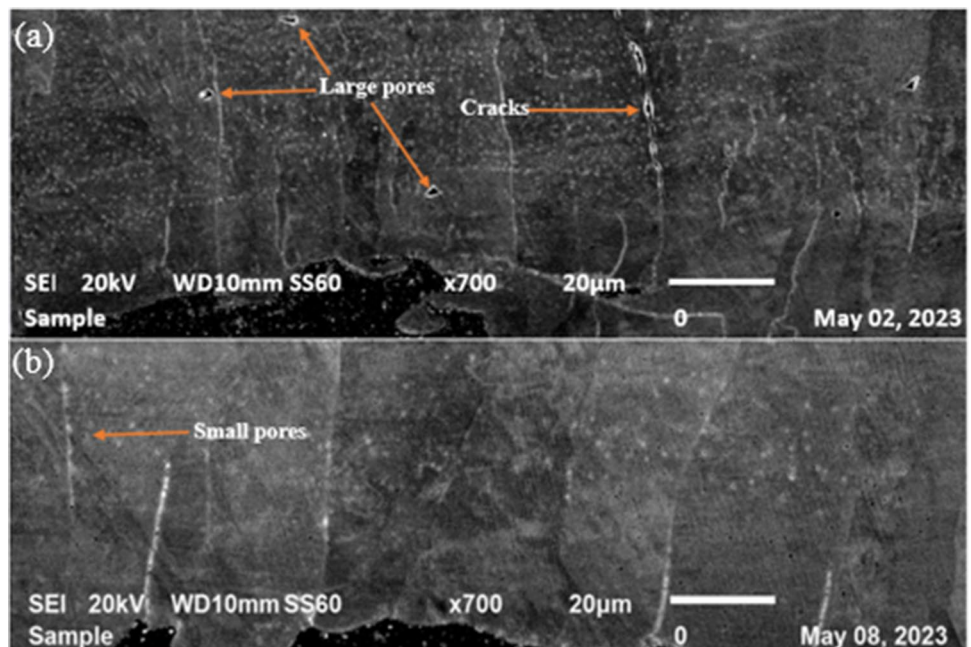 (a)
Large pores
Cracks
SEI 20kV WD10mm SS60 x700 20µm
Sample 0 May 02, 2023
(b)
Small pores
SEI 20kV WD10mm SS60 x700 20µm
Sample 0 May 08, 2023